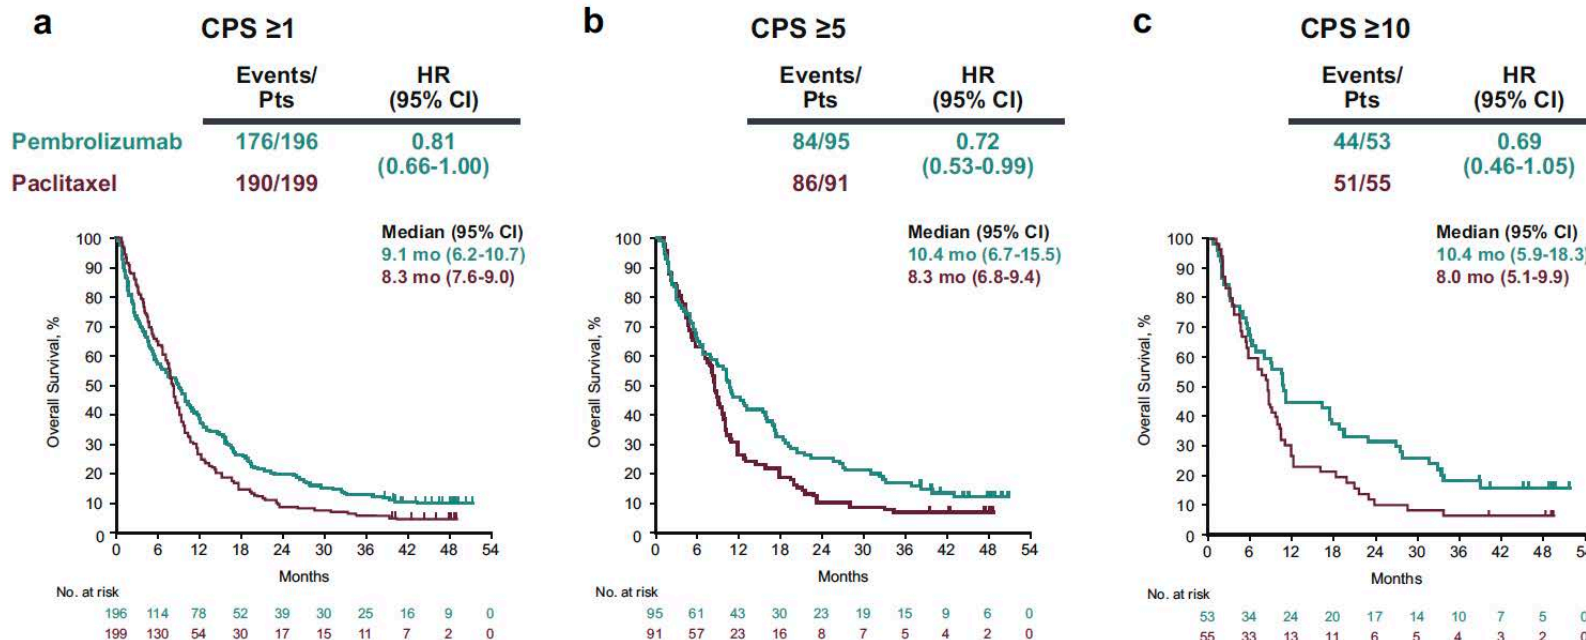 a CPS ≥1
Events/ HR
Pts (95% CI)
Pembrolizumab 176/196 0.81
(0.66-1.00)
Paclitaxel 190/199
Median (95% CI)
9.1 mo (6.2-10.7)
8.3 mo (7.6-9.0)
Overall Survival, %
100
90
80
70
60
50
40
30
20
10
0
0 6 12 18 24 30 36 42 48 54
Months
No. at risk
196 114 78 52 39 30 25 16 9 0
199 130 54 30 17 15 11 7 2 0
b CPS ≥5
Events/ HR
Pts (95% CI)
84/95 0.72
(0.53-0.99)
86/91
Median (95% CI)
10.4 mo (6.7-15.5)
8.3 mo (6.8-9.4)
Overall Survival, %
100
90
80
70
60
50
40
30
20
10
0
0 6 12 18 24 30 36 42 48 54
Months
No. at risk
95 61 43 30 23 19 15 9 6 0
91 57 23 16 8 7 5 4 2 0
c CPS ≥10
Events/ HR
Pts (95% CI)
44/53 0.69
(0.46-1.05)
51/55
Median (95% CI)
10.4 mo (5.9-18.3)
8.0 mo (5.1-9.9)
Overall Survival, %
100
90
80
70
60
50
40
30
20
10
0
0 6 12 18 24 30 36 42 48 54
Months
No. at risk
53 34 24 20 17 14 10 7 5 0
55 33 13 11 6 5 4 3 2 0